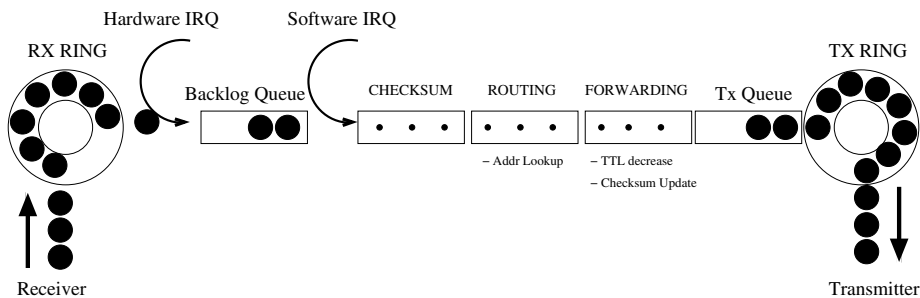 Hardware IRQ
Software IRQ
RX RING
TX RING
Backlog Queue
CHECKSUM
ROUTING
FORWARDING
Tx Queue
– Addr Lookup
– TTL decrease
– Checksum Update
Receiver
Transmitter